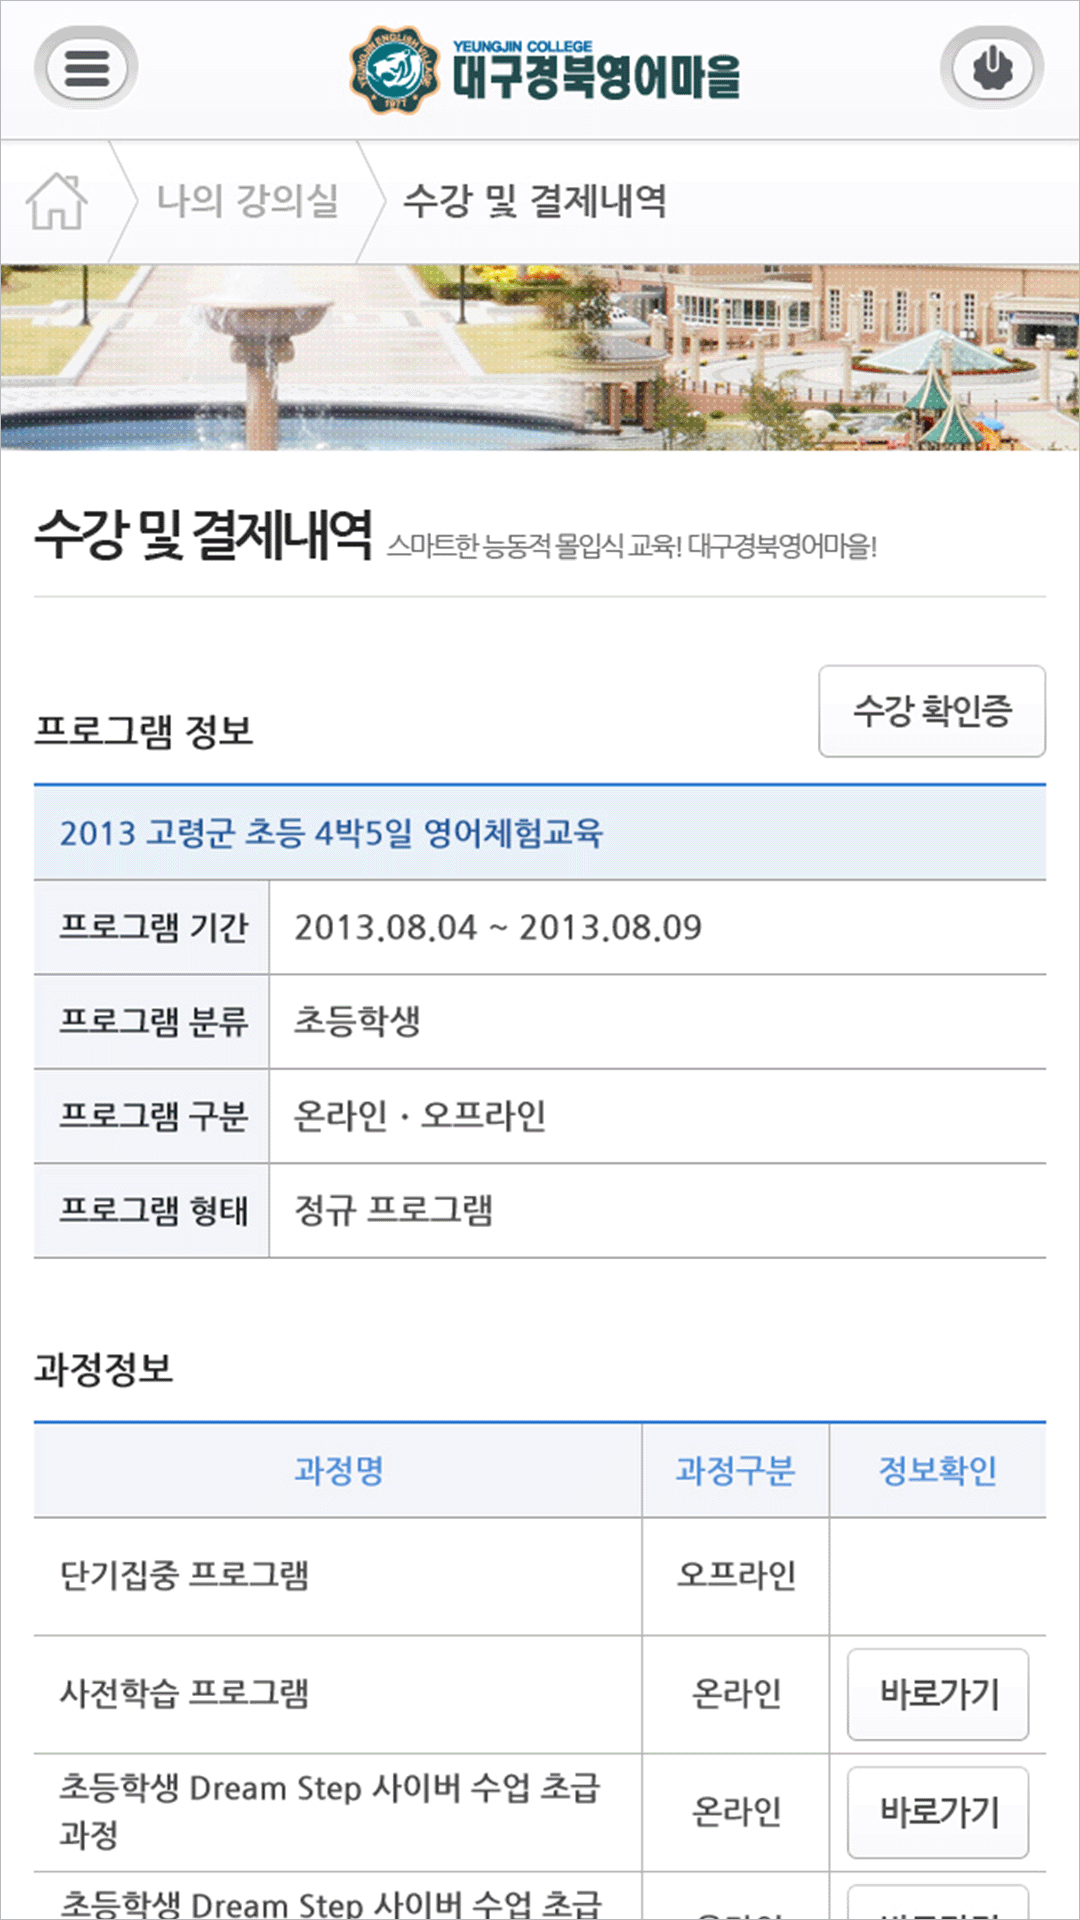 YEUNGJIN ENGLISH VILLAGE
1977
YEUNGJIN COLLEGE
대구경북영어마을
나의 강의실
수강 및 결제내역
수강 및 결제내역 스마트한 능동적 몰입식 교육! 대구경북영어마을!
수강 확인증
프로그램 정보
2013 고령군 초등 4박5일 영어체험교육
프로그램 기간 2013.08.04 ~ 2013.08.09
프로그램 분류 초등학생
프로그램 구분 온라인 · 오프라인
프로그램 형태 정규 프로그램
과정정보
과정명 과정구분 정보확인
단기집중 프로그램 오프라인
사전학습 프로그램 온라인 바로가기
초등학생 Dream Step 사이버 수업 초급
과정 온라인 바로가기
초등학생 Dream Step 사이버 수업 초급